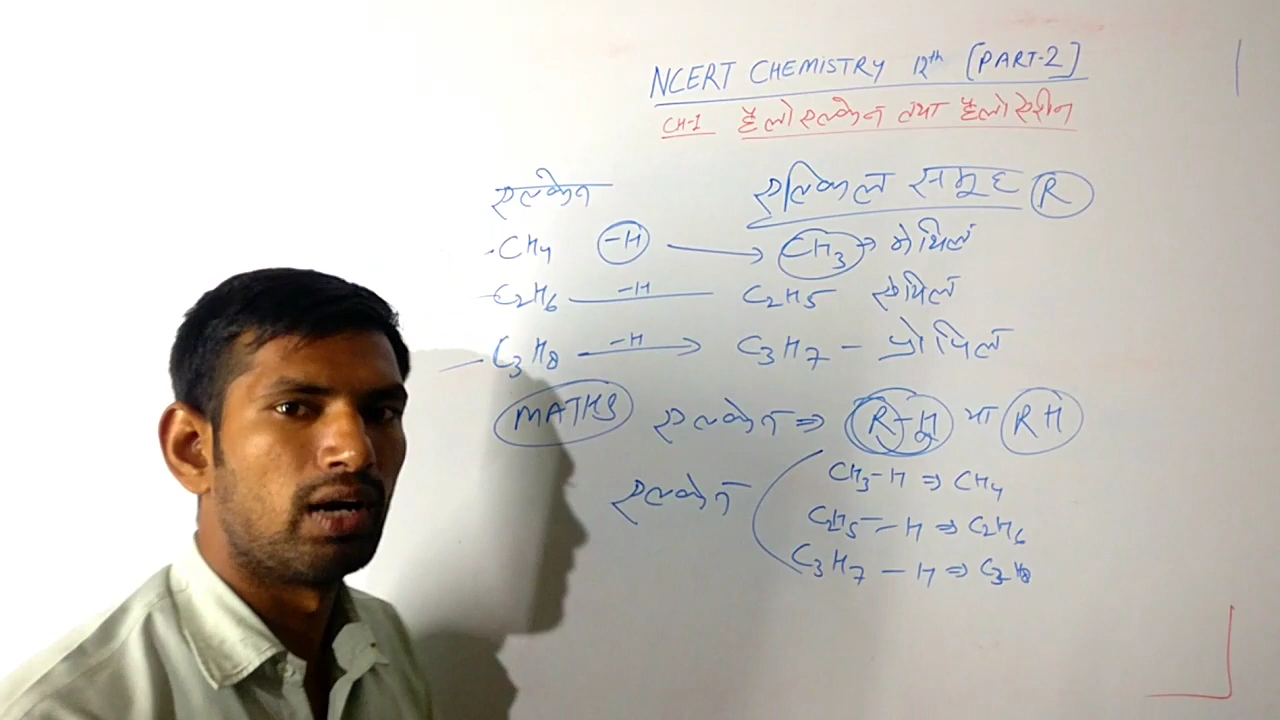 NCERT CHEMISTRY 12th [PART-2]
CH-1 हैलोएल्केन तथा हैलोऐरीन
एल्केन एल्किल समूह R
CH4 -H → CH3 → मेथिल
C2H6 -H C2H5 एथिल
C3H8 -H → C3H7 - प्रोपिल
MATHS एल्केन ⇒ R-H या RH
एल्केन CH3-H ⇒ CH4
C2H5 - H ⇒ C2H6
C3H7 - H ⇒ C3H8